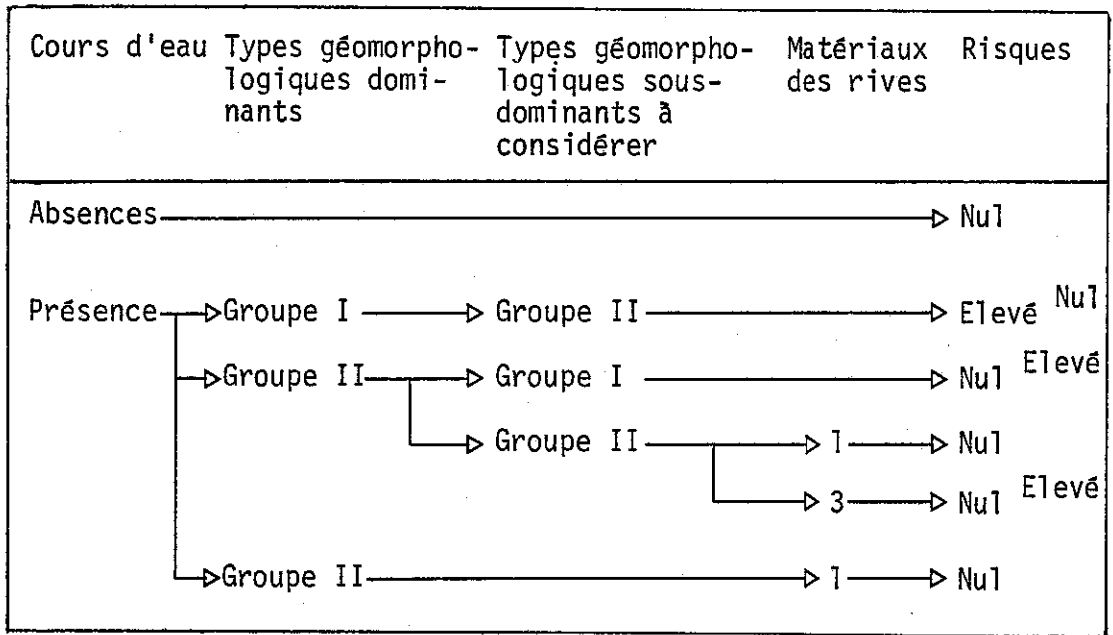 Cours d'eau Types géomorpho- Types géomorpho- Matériaux Risques
logiques domi- logiques sous- des rives
nants dominants à
considérer
Absences Nul
Présence Groupe I Groupe II Elevé Nul
Groupe II Groupe I Nul Elevé
Groupe II 1 Nul
3 Nul Elevé
Groupe II 1 Nul